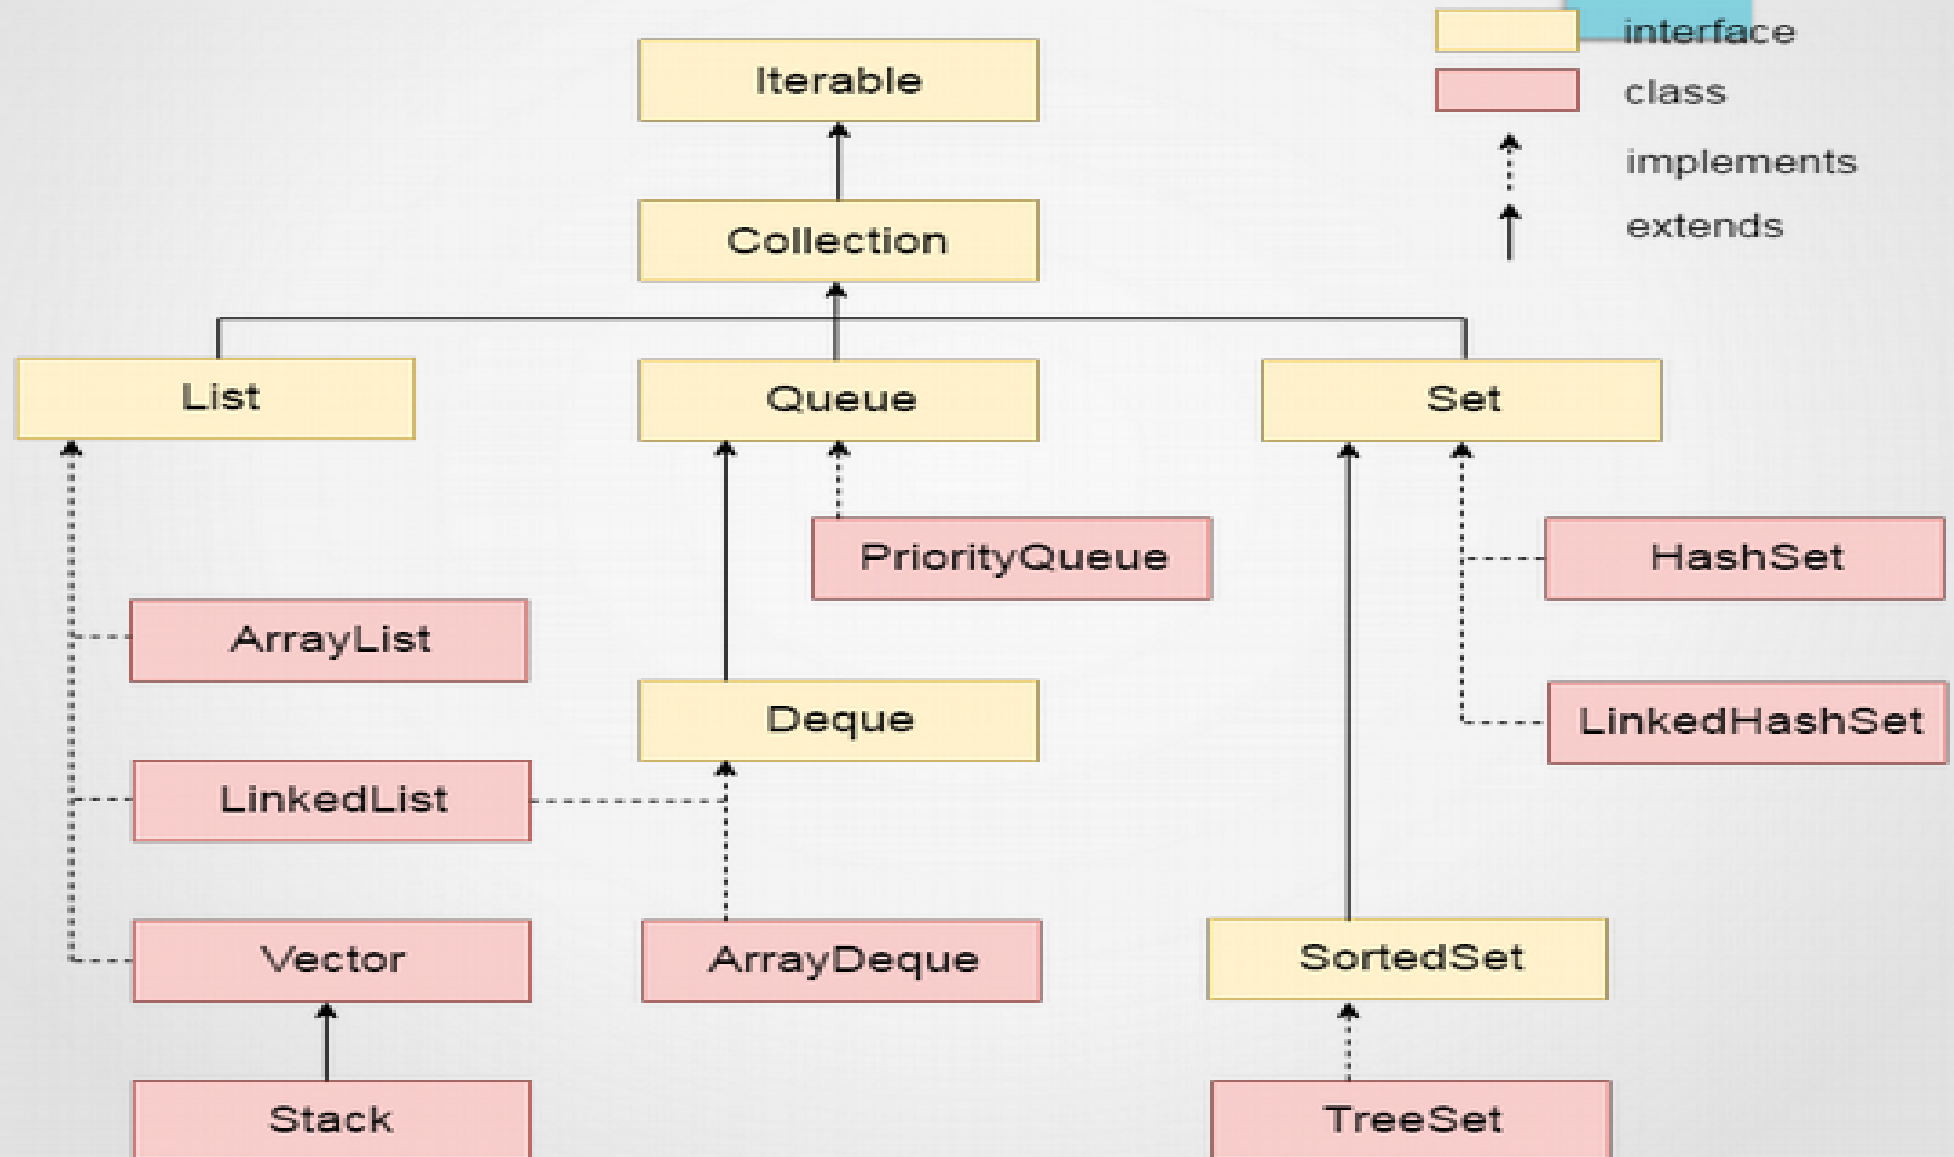 interface
Iterable
class
implements
Collection
extends
List
Queue
Set
PriorityQueue
HashSet
ArrayList
Deque
LinkedHashSet
LinkedList
Vector
ArrayDeque
SortedSet
Stack
TreeSet